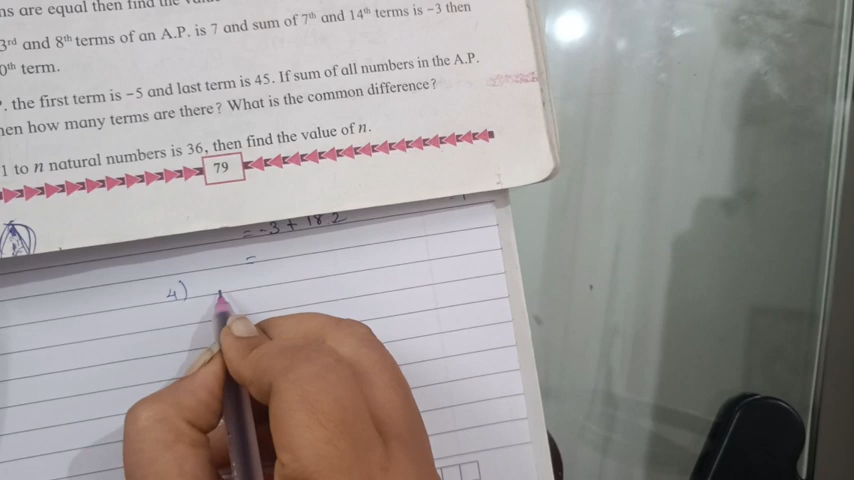 ns are equal then find the
3rd and 8th terms of an A.P. is 7 and sum of 7th and 14th terms is −3 then
0th term.
. the first term is −5 and last term is 45. If sum of all numbers in the A.P.
hen how many terms are there? What is the common difference?
1 to n natural numbers is 36, then find the value of n.
79
= -3 + 18.2
=
4)